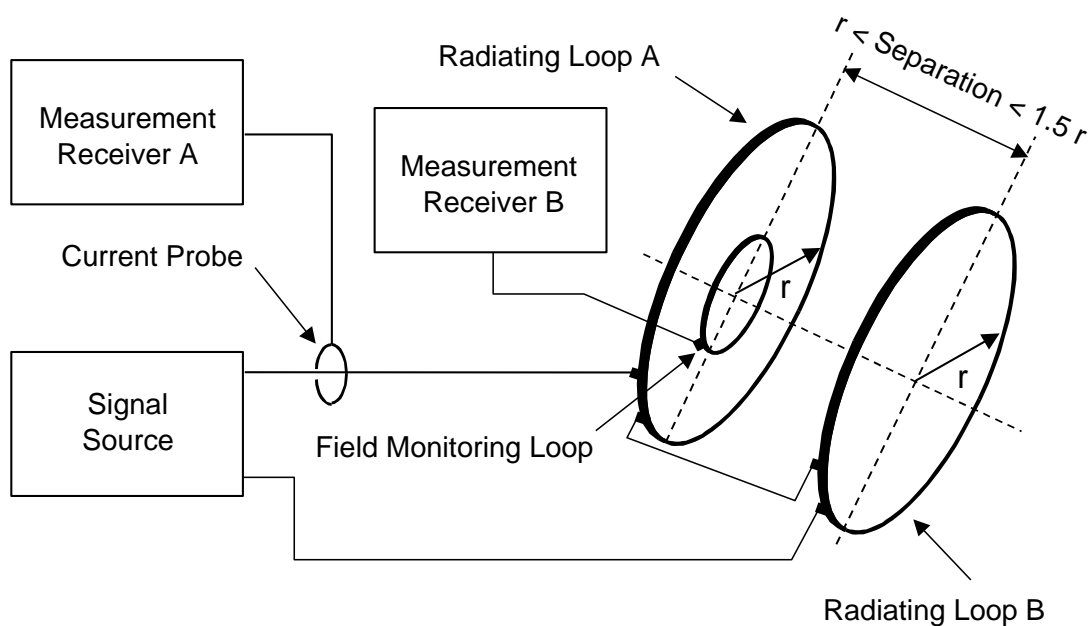 r < Separation < 1.5 r
Radiating Loop A
Measurement
Receiver A
Measurement
Receiver B
Current Probe
r
r
Signal
Source
Field Monitoring Loop
Radiating Loop B